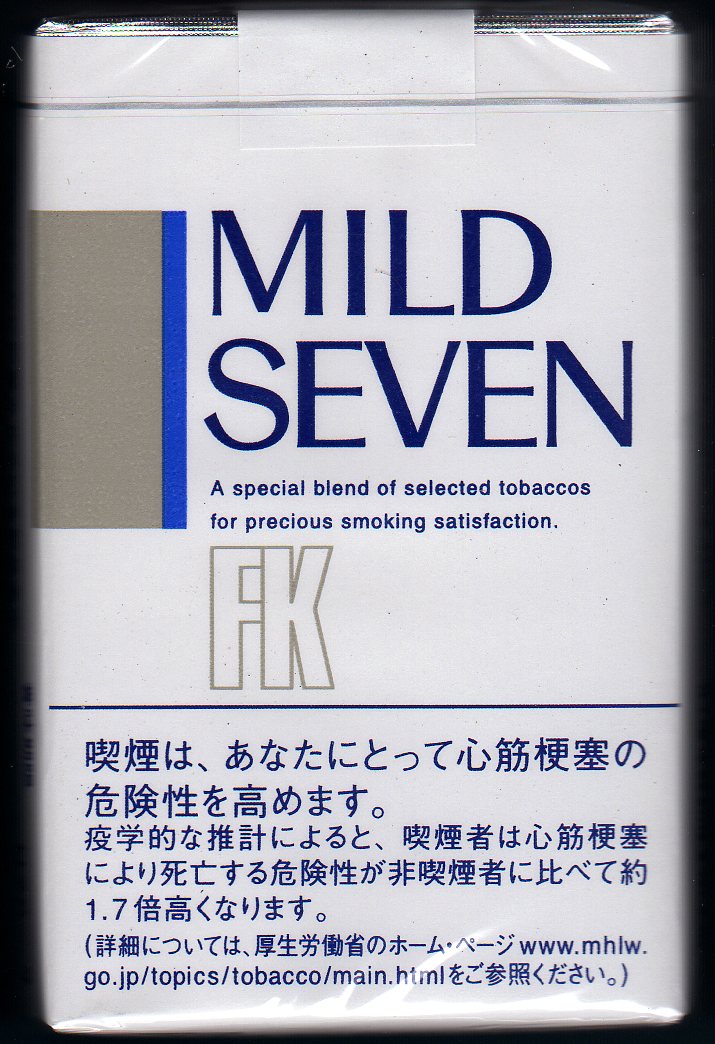 MILD
SEVEN
A special blend of selected tobaccos
for precious smoking satisfaction.
FK
喫煙は、あなたにとって心筋梗塞の
危険性を高めます。
疫学的な推計によると、喫煙者は心筋梗塞
により死亡する危険性が非喫煙者に比べて約
1.7倍高くなります。
(詳細については、厚生労働省のホーム・ページwww.mhlw.
go.jp/topics/tobacco/main.htmlをご参照ください。)